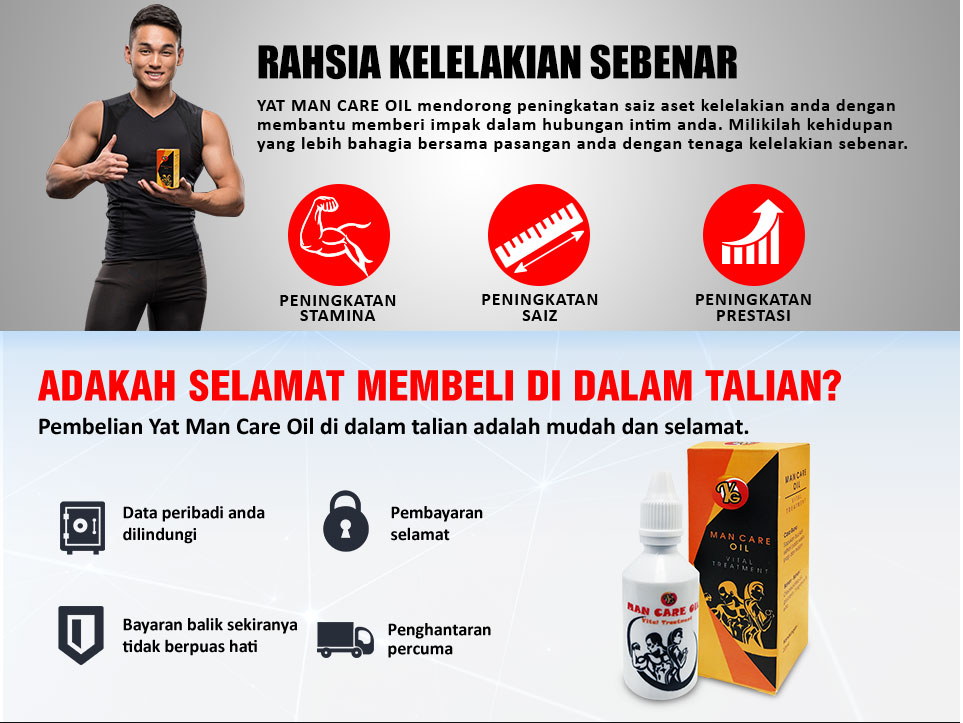 RAHSIA KELELAKIAN SEBENAR
YAT MAN CARE OIL mendorong peningkatan saiz aset kelelakian anda dengan
membantu memberi impak dalam hubungan intim anda. Milikilah kehidupan
yang lebih bahagia bersama pasangan anda dengan tenaga kelelakian sebenar.
PENINGKATAN
STAMINA
PENINGKATAN
SAIZ
PENINGKATAN
PRESTASI
ADAKAH SELAMAT MEMBELI DI DALAM TALIAN?
Pembelian Yat Man Care Oil di dalam talian adalah mudah dan selamat.
Data peribadi anda
dilindungi
Pembayaran
selamat
Bayaran balik sekiranya
tidak berpuas hati
Penghantaran
percuma
MAN CARE OIL
Vital Treatment
MAN CARE
OIL
VITAL
TREATMENT
MAN CARE
OIL
VITAL
TREATMENT